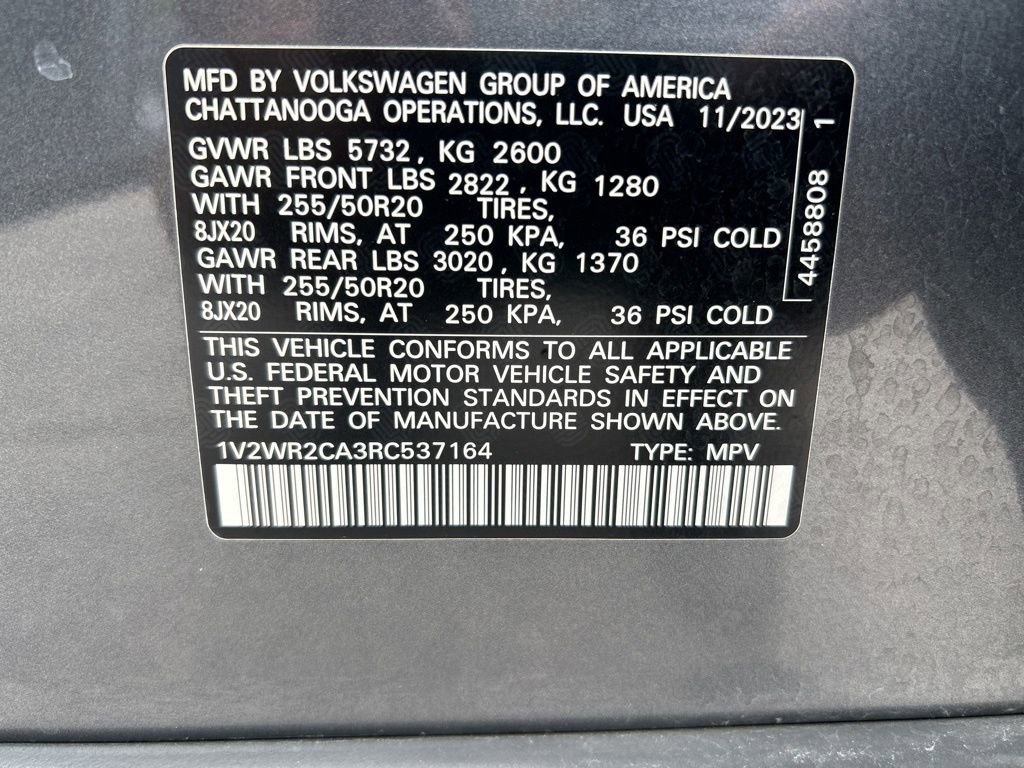 MFD BY VOLKSWAGEN GROUP OF AMERICA
CHATTANOOGA OPERATIONS, LLC. USA 11/2023
GVWR LBS 5732, KG 2600
GAWR FRONT LBS 2822, KG 1280
WITH 255/50R20 TIRES,
8JX20 RIMS, AT 250 KPA, 36 PSI COLD
GAWR REAR LBS 3020, KG 1370
WITH 255/50R20 TIRES,
8JX20 RIMS, AT 250 KPA, 36 PSI COLD
4458808 1
THIS VEHICLE CONFORMS TO ALL APPLICABLE
U.S. FEDERAL MOTOR VEHICLE SAFETY AND
THEFT PREVENTION STANDARDS IN EFFECT ON
THE DATE OF MANUFACTURE SHOWN ABOVE.
1V2WR2CA3RC537164 TYPE: MPV